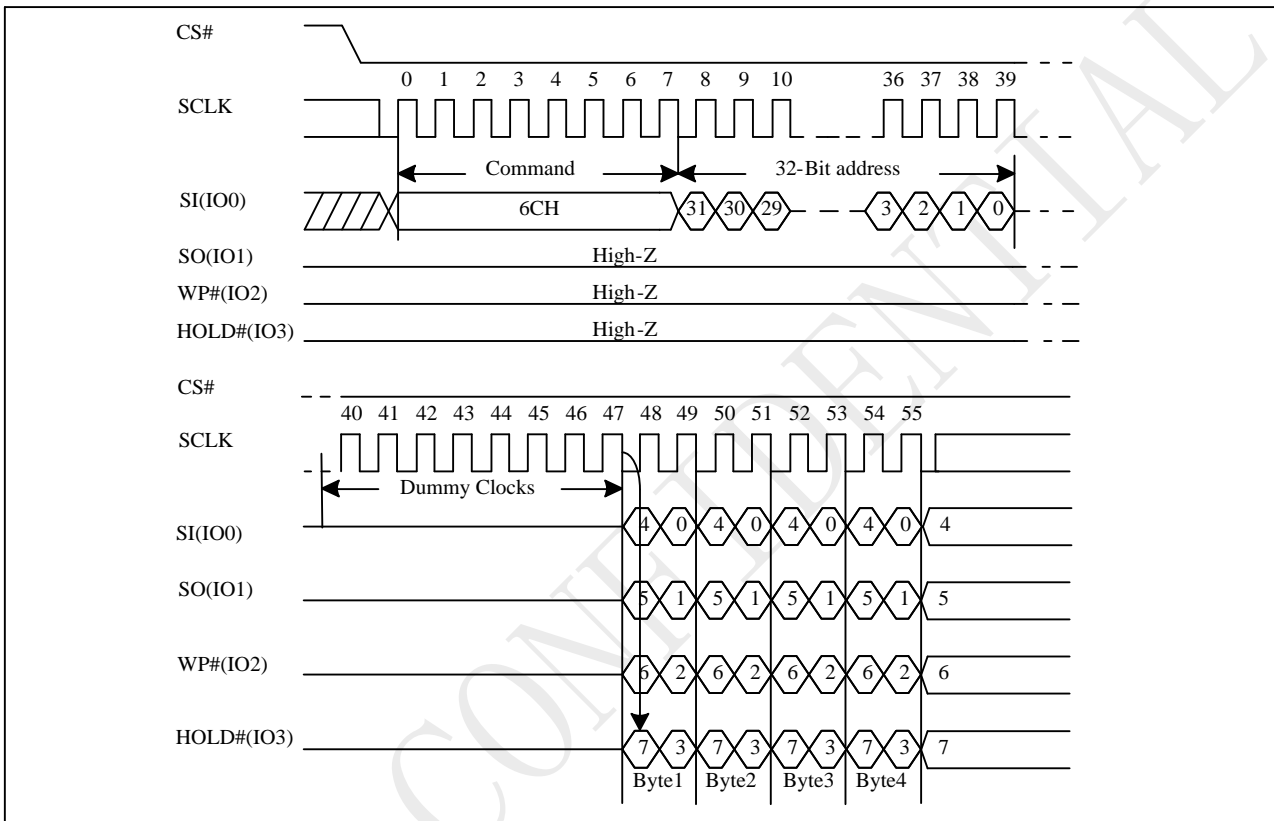 CS#
0 1 2 3 4 5 6 7 8 9 10 36 37 38 39
SCLK
Command 32-Bit address
SI(IO0)
6CH 31 30 29 3 2 1 0
SO(IO1) High-Z
WP#(IO2) High-Z
HOLD#(IO3) High-Z
CS#
40 41 42 43 44 45 46 47 48 49 50 51 52 53 54 55
SCLK
Dummy Clocks
SI(IO0) 4 0 4 0 4 0 4 0 4
SO(IO1) 5 1 5 1 5 1 5 1 5
WP#(IO2) 6 2 6 2 6 2 6 2 6
HOLD#(IO3) 7 3 7 3 7 3 7 3 7
Byte1 Byte2 Byte3 Byte4
CONFIDENTIAL